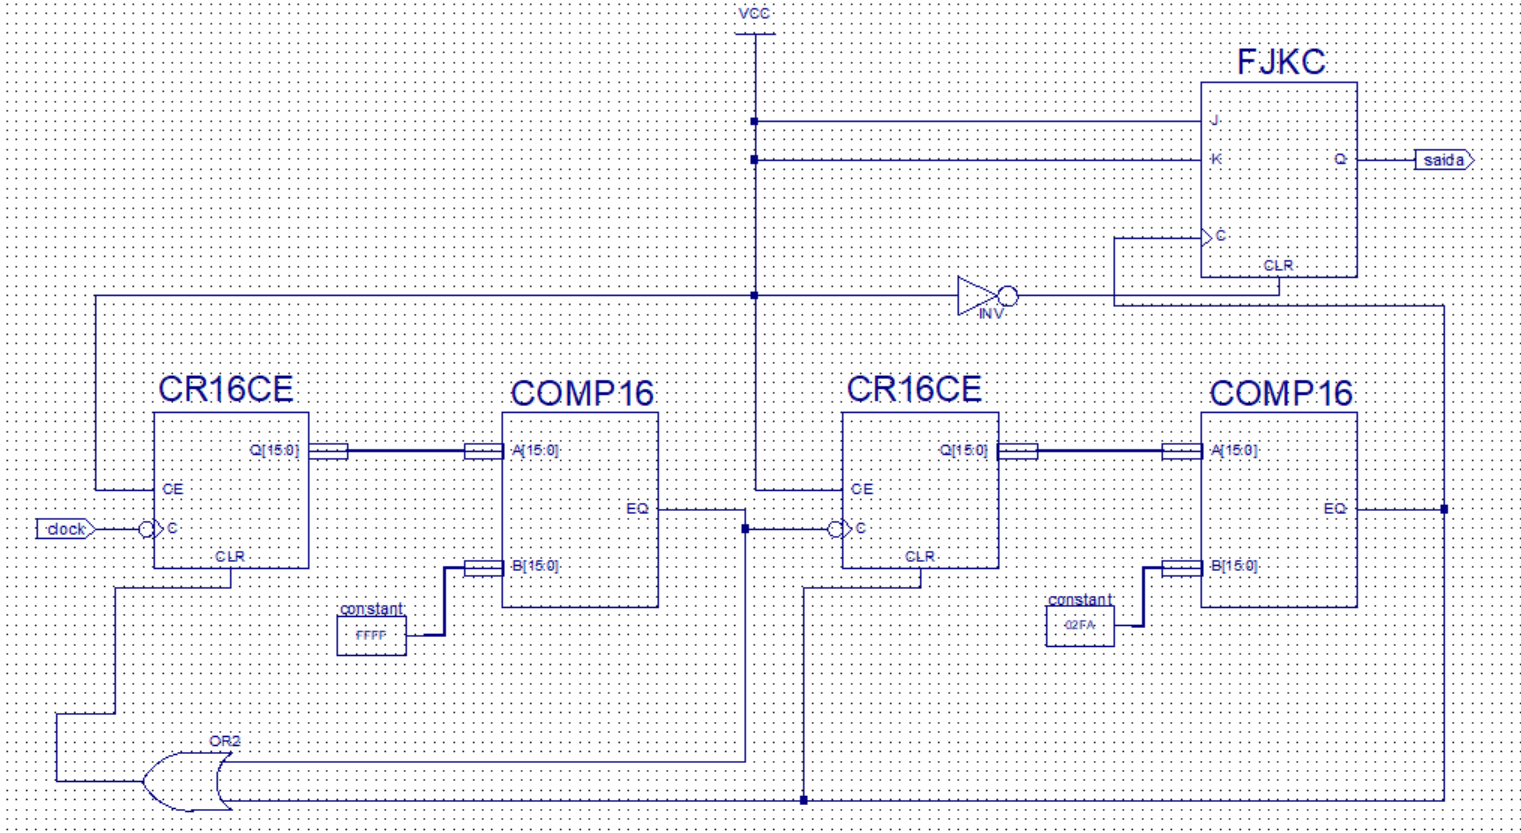 VCC
FJKC
J
K
Q
saida
C
CLR
INV
CR16CE
COMP16
CR16CE
COMP16
Q[15:0]
A[15:0]
Q[15:0]
A[15:0]
CE
EQ
CE
EQ
clock
C
C
CLR
B[15:0]
CLR
B[15:0]
constant
FFFF
constant
02FA
OR2